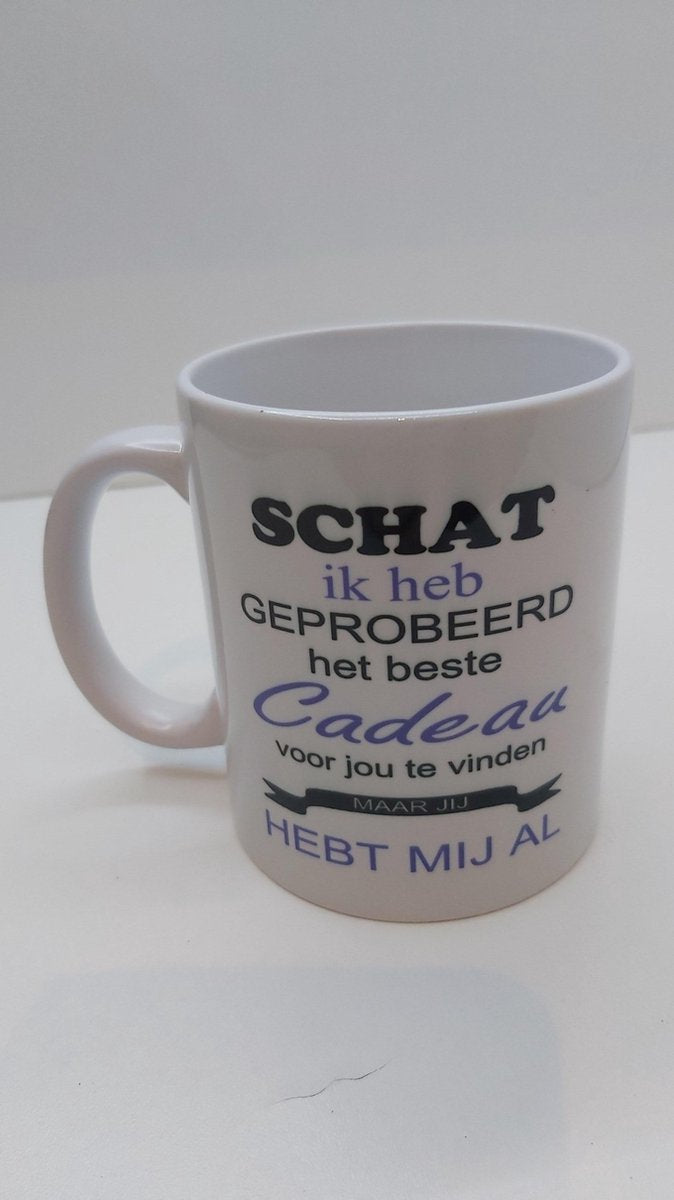 SCHAT
ik heb
GEPROBEERD
het beste
Cadeau
voor jou te vinden
MAAR JIJ
HEBT MIJ AL